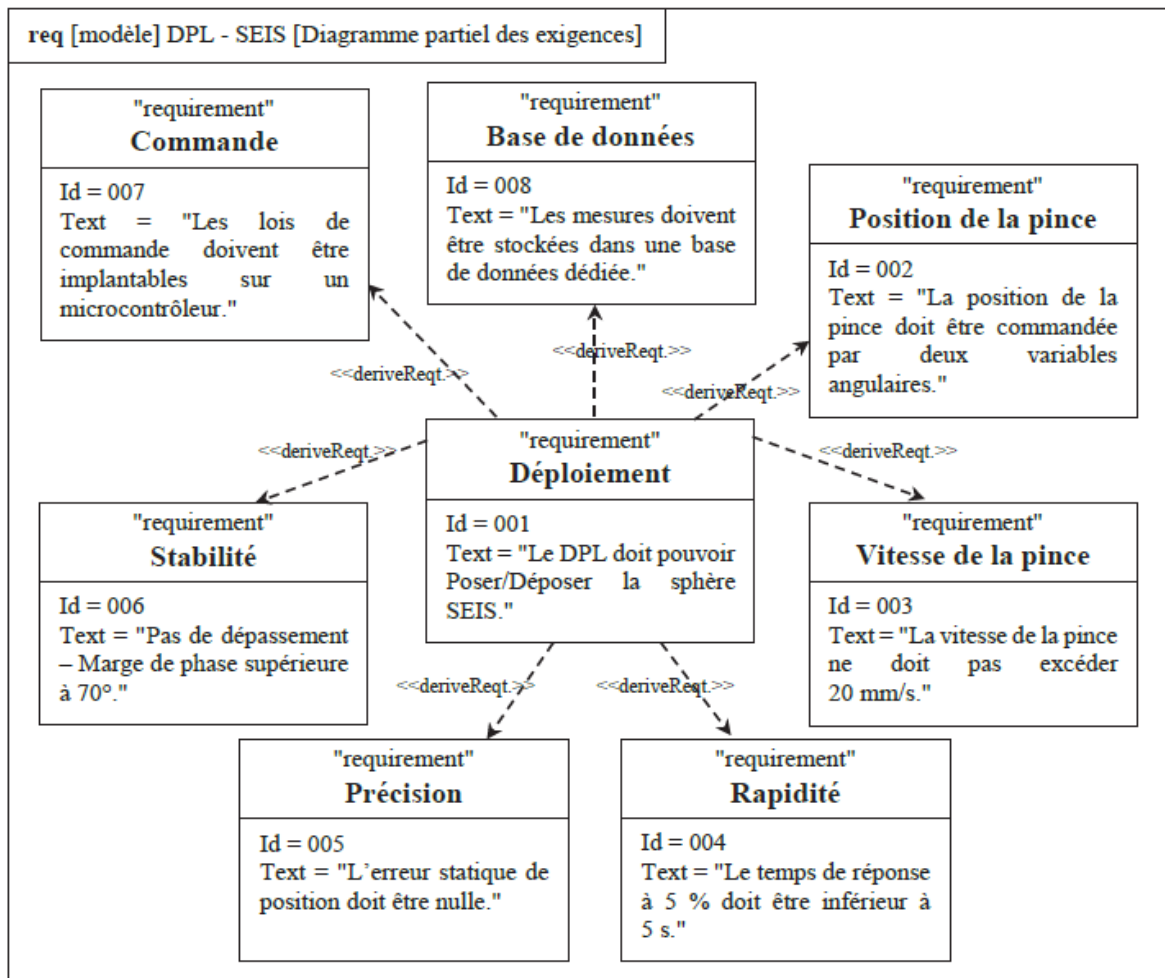 req [modèle] DPL - SEIS [Diagramme partiel des exigences]
"requirement"
Commande
Id = 007
Text = "Les lois de
commande doivent être
implantables sur un
microcontrôleur."
"requirement"
Base de données
Id = 008
Text = "Les mesures doivent
être stockées dans une base
de données dédiée."
"requirement"
Position de la pince
Id = 002
Text = "La position de la
pince doit être commandée
par deux variables
angulaires."
<<deriveReqt.>>
<<deriveReqt.>>
<<deriveReqt.>>
<<deriveReqt.>>
"requirement"
Déploiement
Id = 001
Text = "Le DPL doit pouvoir
Poser/Déposer la sphère
SEIS."
<<deriveReqt.>>
"requirement"
Stabilité
Id = 006
Text = "Pas de dépassement
– Marge de phase supérieure
à 70°."
"requirement"
Vitesse de la pince
Id = 003
Text = "La vitesse de la pince
ne doit pas excéder
20 mm/s."
<<deriveReqt.>>
<<deriveReqt.>>
"requirement"
Précision
Id = 005
Text = "L’erreur statique de
position doit être nulle."
"requirement"
Rapidité
Id = 004
Text = "Le temps de réponse
à 5 % doit être inférieur à
5 s."